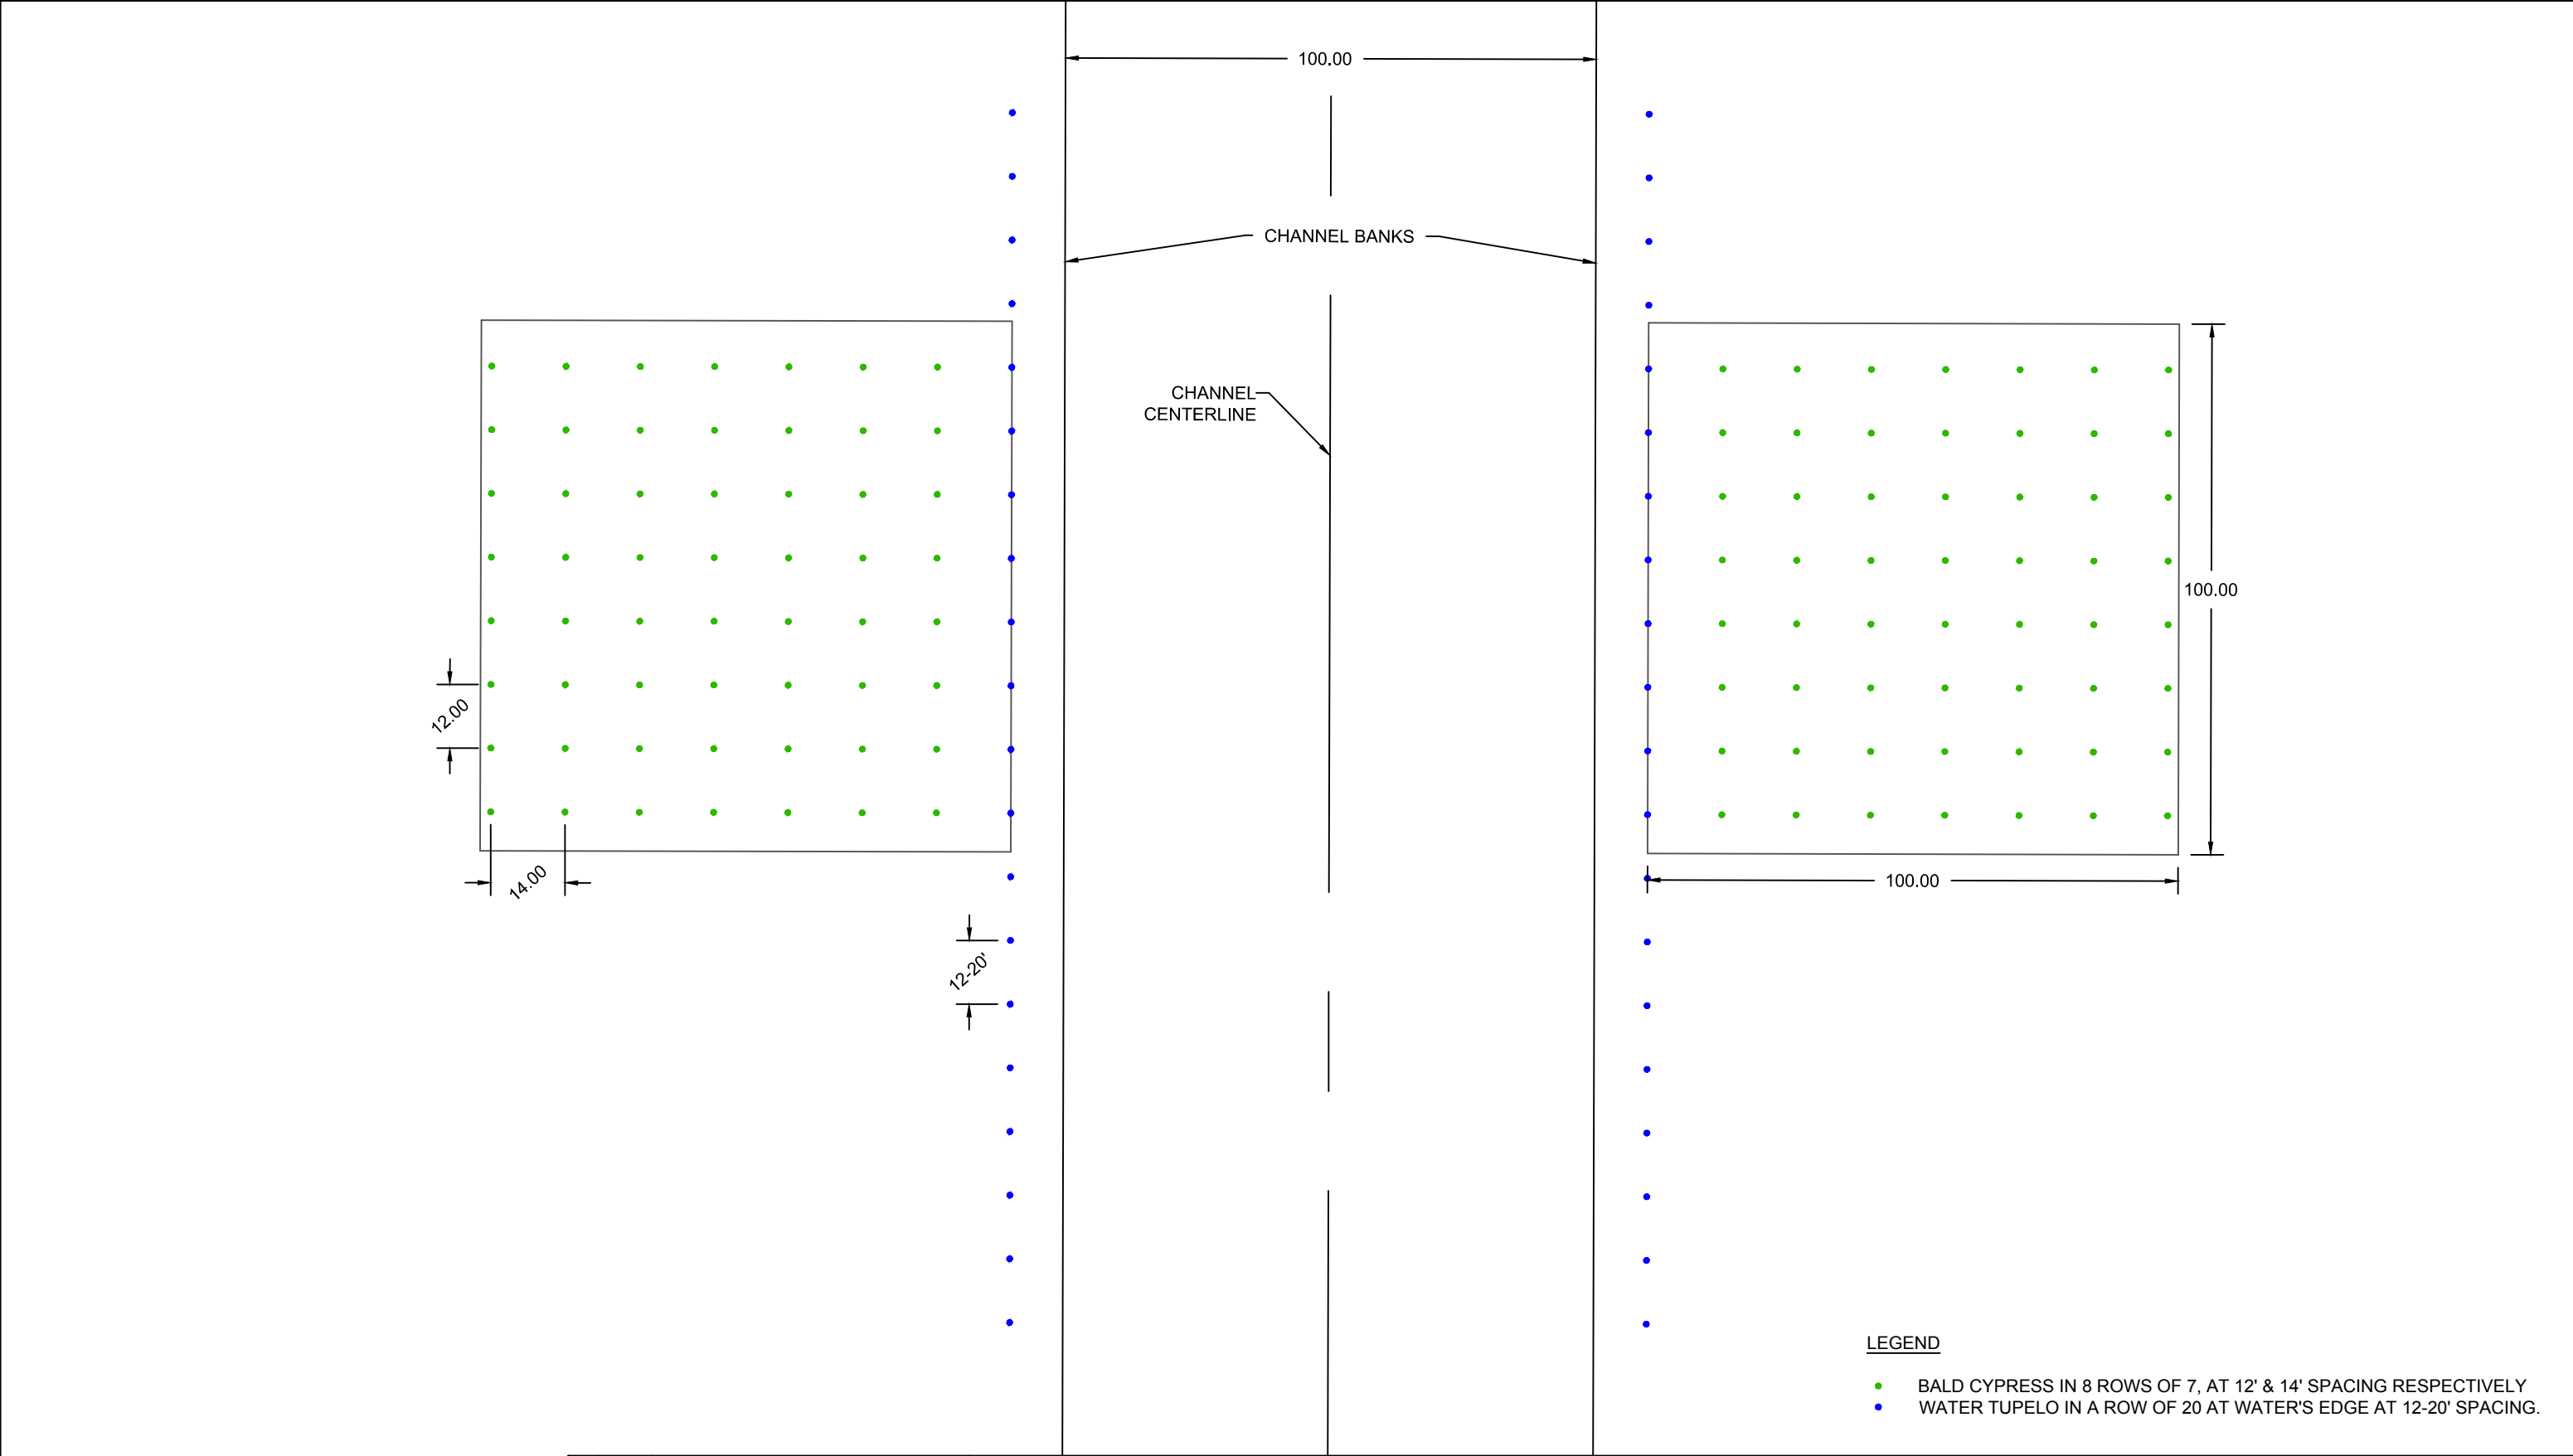 100.00
CHANNEL BANKS
CHANNEL
CENTERLINE
100.00
12.00
14.00
100.00
12-20'
LEGEND
BALD CYPRESS IN 8 ROWS OF 7, AT 12' & 14' SPACING RESPECTIVELY
WATER TUPELO IN A ROW OF 20 AT WATER'S EDGE AT 12-20' SPACING.